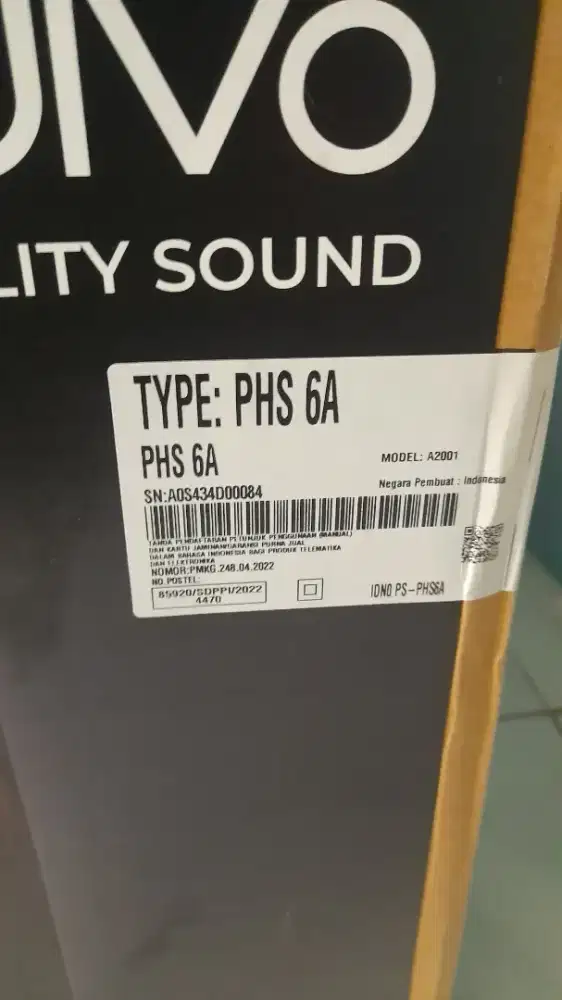 IVO
LITY SOUND
TYPE: PHS 6A
PHS 6A
MODEL: A2001
SN:A0S434D00084
Negara Pembuat : Indonesia
TANDA PENDAFTARAN PETUNJUK PENGGUNAAN (MANUAL)
DAN KARTU JAMINAN/GARANSI PURNA JUAL
DALAM BAHASA INDONESIA BAGI PRODUK TELEMATIKA
DAN ELEKTRONIKA
NOMOR:PMKG.248.04.2022
NO.POSTEL:
85920/SDPPI/2022
4470
IDNO PS-PHS6A